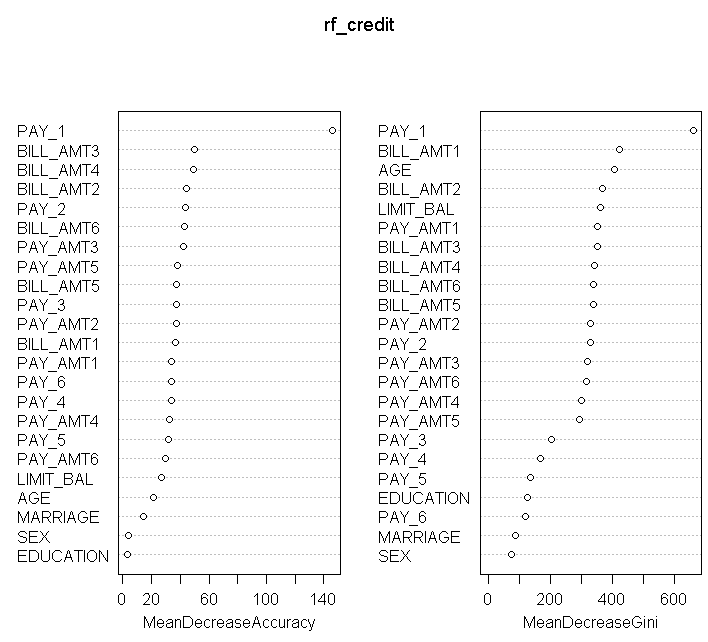 rf_credit
PAY_1
BILL_AMT3
BILL_AMT4
BILL_AMT2
PAY_2
BILL_AMT6
PAY_AMT3
PAY_AMT5
BILL_AMT5
PAY_3
PAY_AMT2
BILL_AMT1
PAY_AMT1
PAY_6
PAY_4
PAY_AMT4
PAY_5
PAY_AMT6
LIMIT_BAL
AGE
MARRIAGE
SEX
EDUCATION
0 20 60 100 140
MeanDecreaseAccuracy
PAY_1
BILL_AMT1
AGE
BILL_AMT2
LIMIT_BAL
PAY_AMT1
BILL_AMT3
BILL_AMT4
BILL_AMT6
BILL_AMT5
PAY_AMT2
PAY_2
PAY_AMT3
PAY_AMT6
PAY_AMT4
PAY_AMT5
PAY_3
PAY_4
PAY_5
EDUCATION
PAY_6
MARRIAGE
SEX
0 200 400 600
MeanDecreaseGini